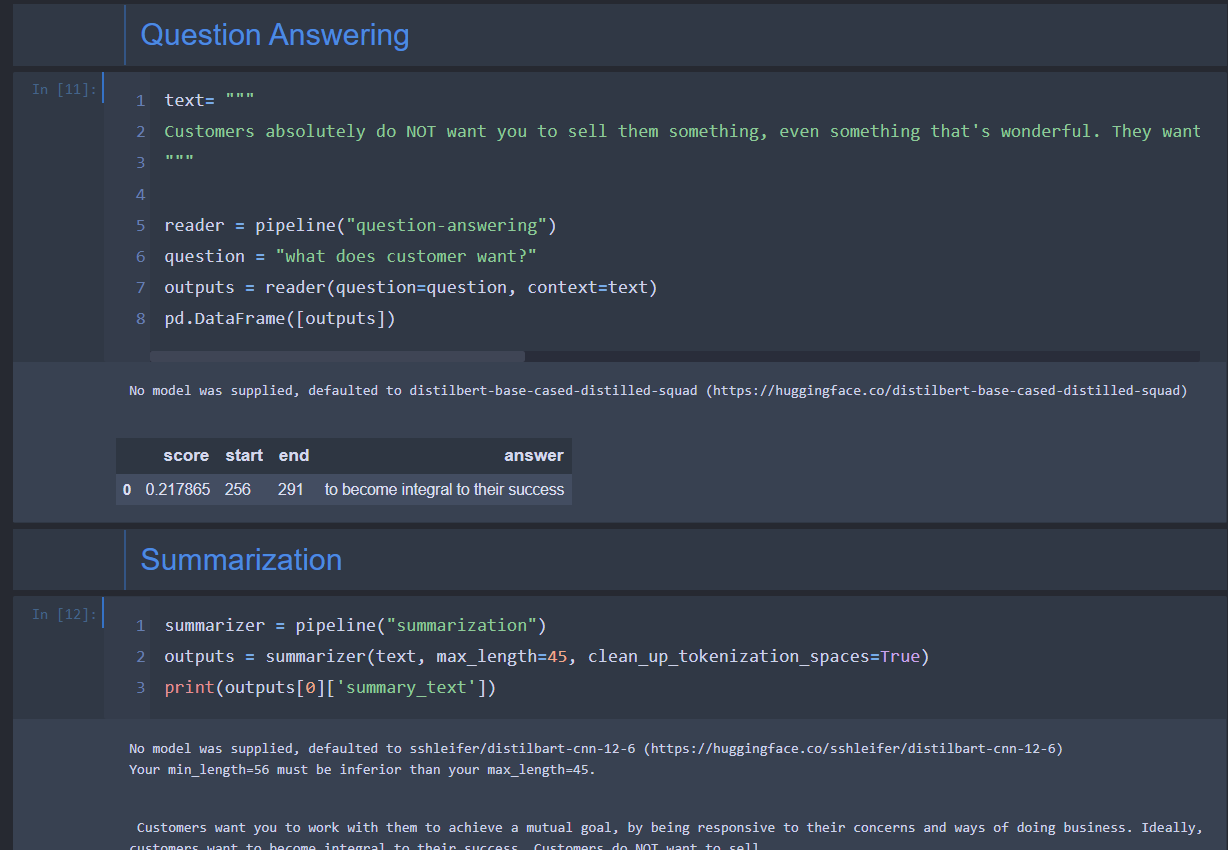 Question Answering
In [11]:
1 text= """
2 Customers absolutely do NOT want you to sell them something, even something that's wonderful. They want
3 """
4
5 reader = pipeline("question-answering")
6 question = "what does customer want?"
7 outputs = reader(question=question, context=text)
8 pd.DataFrame([outputs])
No model was supplied, defaulted to distilbert-base-cased-distilled-squad (https://huggingface.co/distilbert-base-cased-distilled-squad)
score start end answer
0 0.217865 256 291 to become integral to their success
Summarization
In [12]:
1 summarizer = pipeline("summarization")
2 outputs = summarizer(text, max_length=45, clean_up_tokenization_spaces=True)
3 print(outputs[0]['summary_text'])
No model was supplied, defaulted to sshleifer/distilbart-cnn-12-6 (https://huggingface.co/sshleifer/distilbart-cnn-12-6)
Your min_length=56 must be inferior than your max_length=45.
Customers want you to work with them to achieve a mutual goal, by being responsive to their concerns and ways of doing business. Ideally,
customers want to become integral to their success. Customers do NOT want to sell